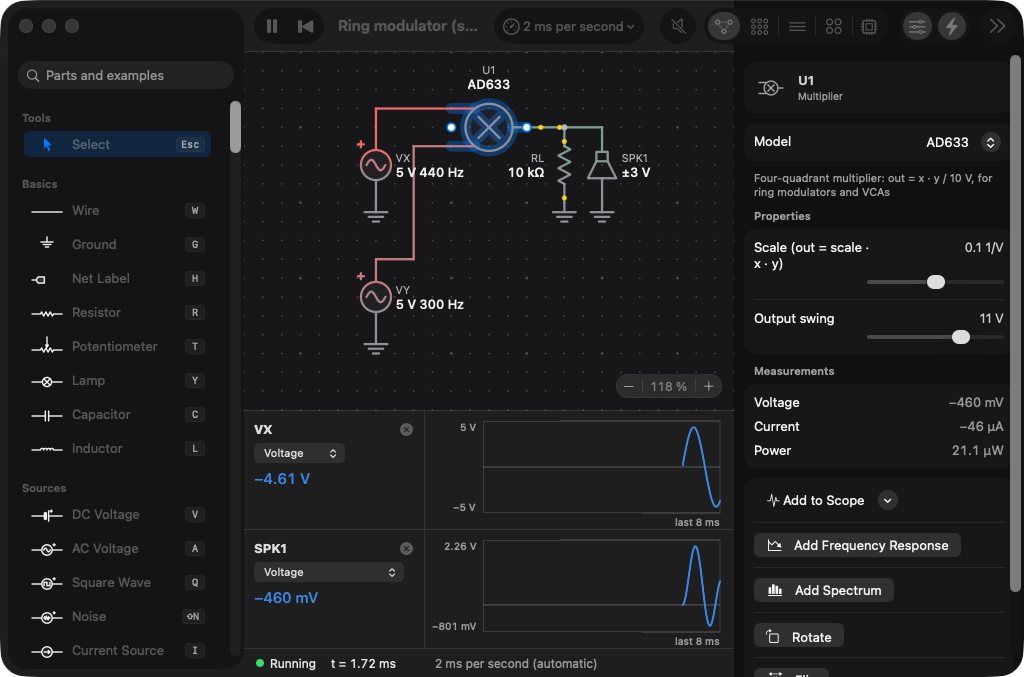 Ring modulator (s...
2 ms per second
Parts and examples
Tools
Select Esc
Basics
Wire W
Ground G
Net Label H
Resistor R
Potentiometer T
Lamp Y
Capacitor C
Inductor L
Sources
DC Voltage V
AC Voltage A
Square Wave Q
Noise ⇧N
Current Source I
U1
AD633
VX
5 V 440 Hz
RL
10 kΩ
SPK1
±3 V
VY
5 V 300 Hz
− 118 % +
VX
Voltage
−4.61 V
5 V
−5 V
last 8 ms
SPK1
Voltage
−460 mV
2.26 V
−801 mV
last 8 ms
Running t = 1.72 ms 2 ms per second (automatic)
U1
Multiplier
Model AD633
Four-quadrant multiplier: out = x · y / 10 V, for
ring modulators and VCAs
Properties
Scale (out = scale · 0.1 1/V
x · y)
Output swing 11 V
Measurements
Voltage −460 mV
Current −46 µA
Power 21.1 µW
Add to Scope
Add Frequency Response
Add Spectrum
Rotate